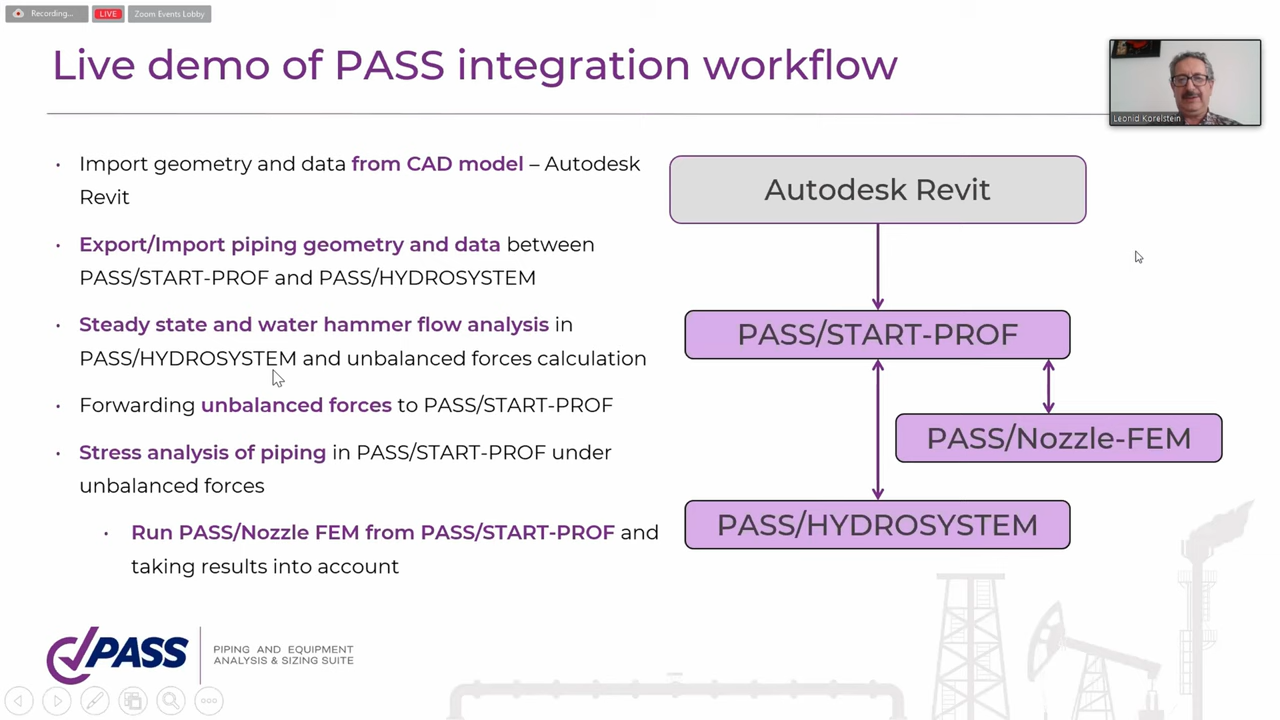 Recording...
LIVE
Zoom Events Lobby
Live demo of PASS integration workflow
Leonid Korelstein
• Import geometry and data from CAD model – Autodesk
Revit
• Export/Import piping geometry and data between
PASS/START-PROF and PASS/HYDROSYSTEM
• Steady state and water hammer flow analysis in
PASS/HYDROSYSTEM and unbalanced forces calculation
• Forwarding unbalanced forces to PASS/START-PROF
• Stress analysis of piping in PASS/START-PROF under
unbalanced forces
• Run PASS/Nozzle FEM from PASS/START-PROF and
taking results into account
Autodesk Revit
PASS/START-PROF
PASS/Nozzle-FEM
PASS/HYDROSYSTEM
PASS
PIPING AND EQUIPMENT
ANALYSIS & SIZING SUITE